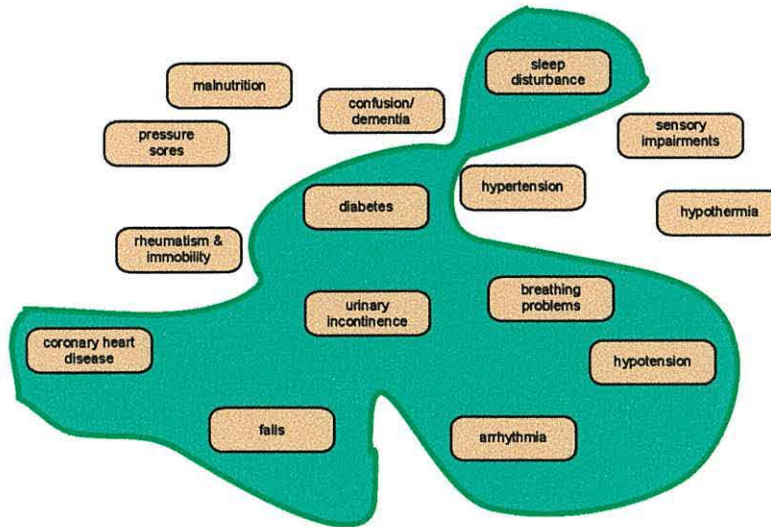 sleep
disturbance
malnutrition
confusion/
dementia
sensory
impairments
pressure
sores
hypertension
diabetes
hypothermia
rheumatism &
immobility
breathing
problems
urinary
incontinence
coronary heart
disease
hypotension
falls
arrhythmia